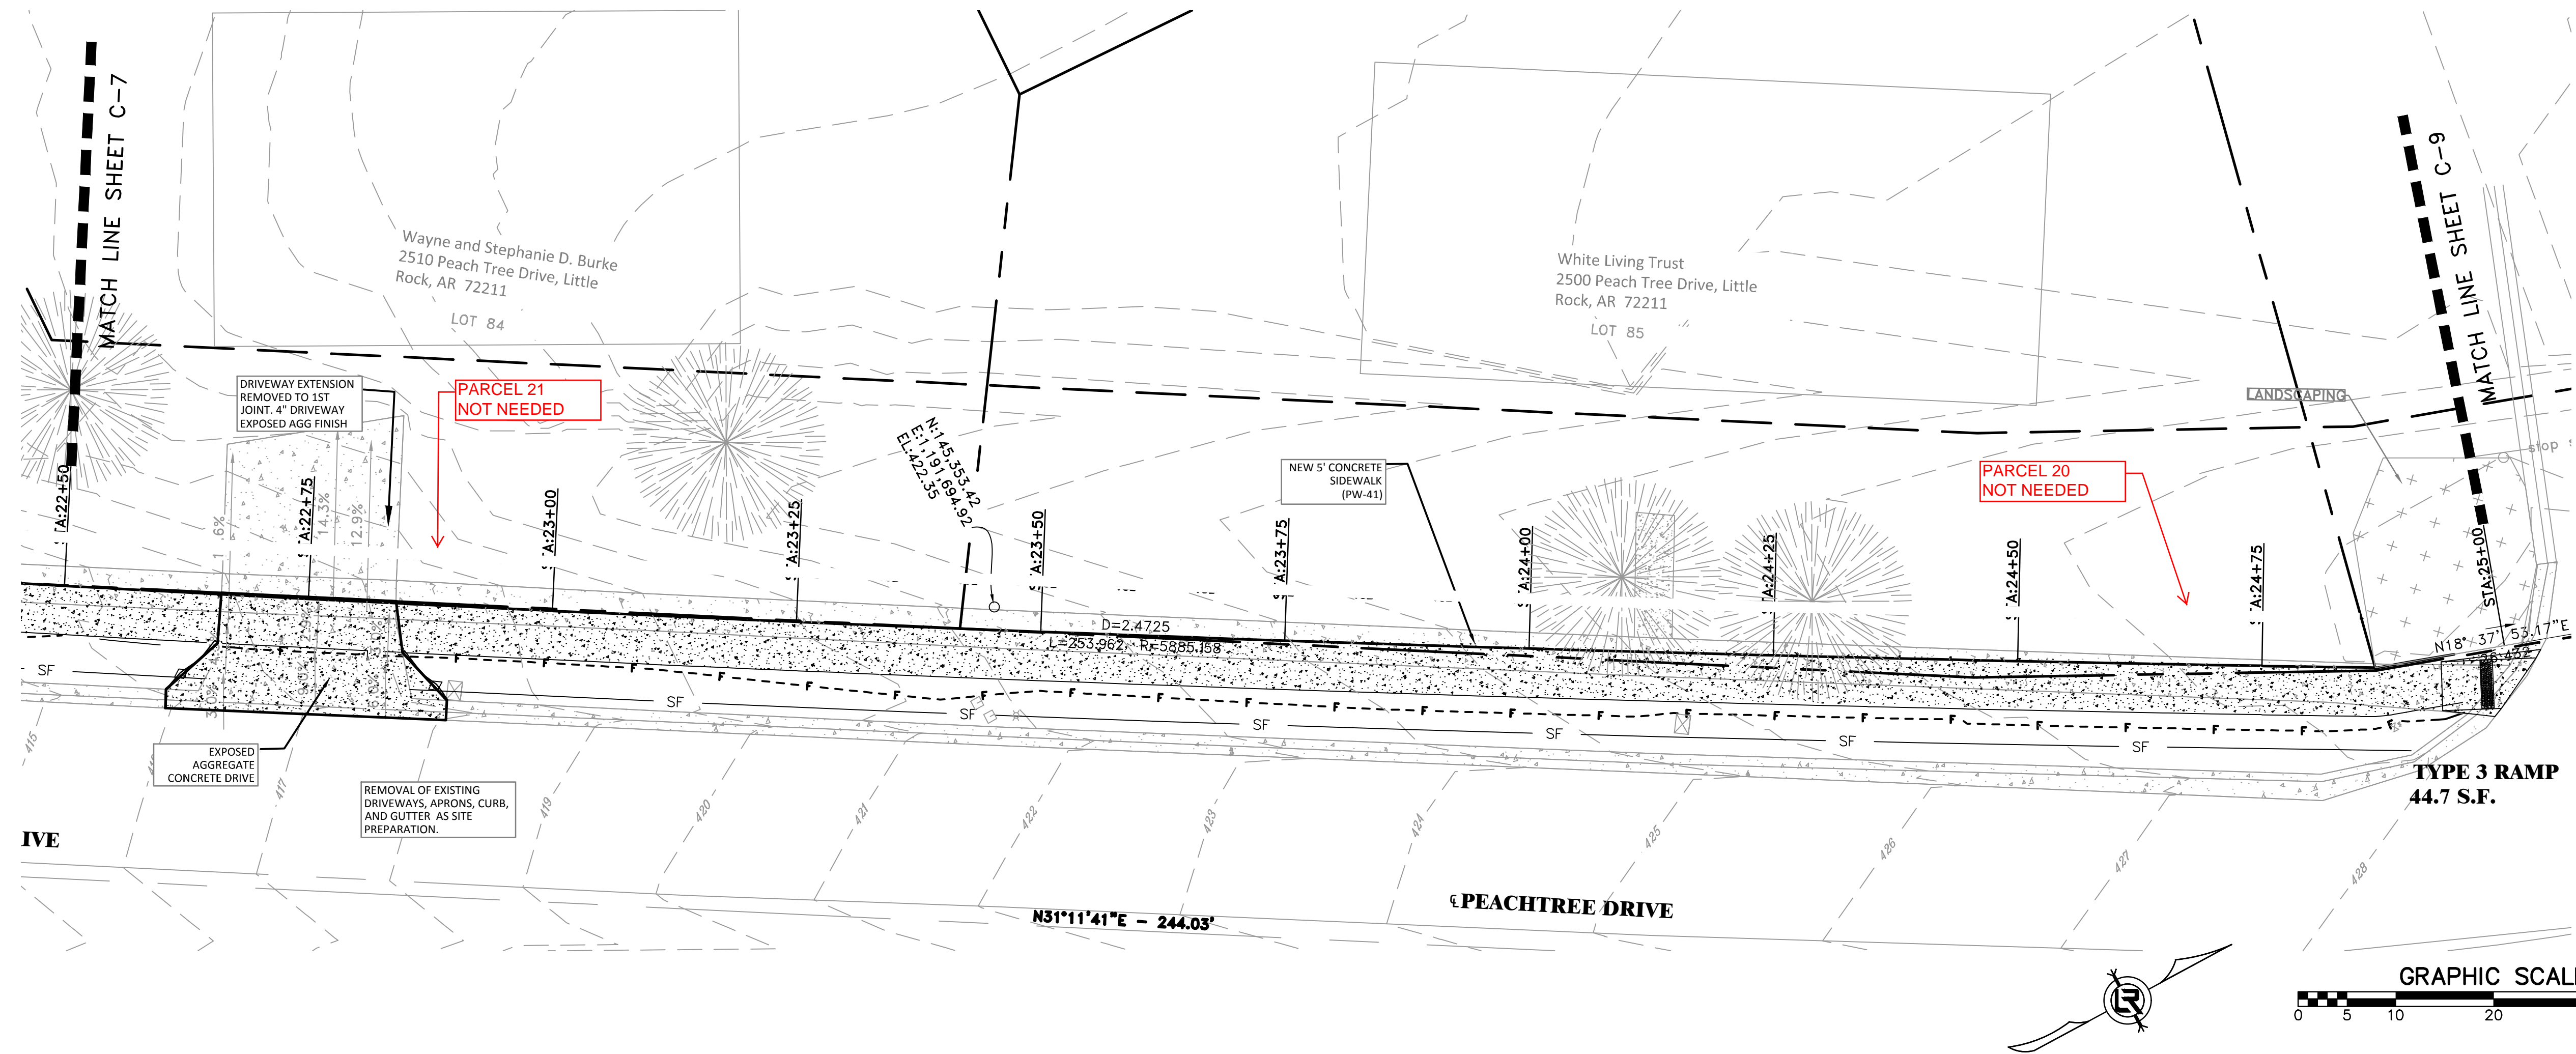 MATCH LINE SHEET C-7
MATCH LINE SHEET C-9
Wayne and Stephanie D. Burke
2510 Peach Tree Drive, Little
Rock, AR 72211
LOT 84
White Living Trust
2500 Peach Tree Drive, Little
Rock, AR 72211
LOT 85
DRIVEWAY EXTENSION
REMOVED TO 1ST
JOINT. 4" DRIVEWAY
EXPOSED AGG FINISH
PARCEL 21
NOT NEEDED
LANDSCAPING
stop
N:145,353.42
E:1,191,694.92
EL:422.35
NEW 5' CONCRETE
SIDEWALK
(PW-41)
PARCEL 20
NOT NEEDED
A:22+50
A:22+75
A:23+00
A:23+25
A:23+50
A:23+75
A:24+00
A:24+25
A:24+50
A:24+75
STA:25+00
14.3%
12.9%
D=2.4725
L=253.962, R=5885.158
N18° 37' 53.17"E
SF
F F F F F F F F F F F F F F F F F F F F F F
SF SF SF SF SF SF
EXPOSED
AGGREGATE
CONCRETE DRIVE
REMOVAL OF EXISTING
DRIVEWAYS, APRONS, CURB,
AND GUTTER AS SITE
PREPARATION.
TYPE 3 RAMP
44.7 S.F.
415
417
419
420
421
422
423
424
425
426
427
428
IVE
℄ PEACHTREE DRIVE
N31°11'41"E - 244.03'
LR
GRAPHIC SCAL
0 5 10 20